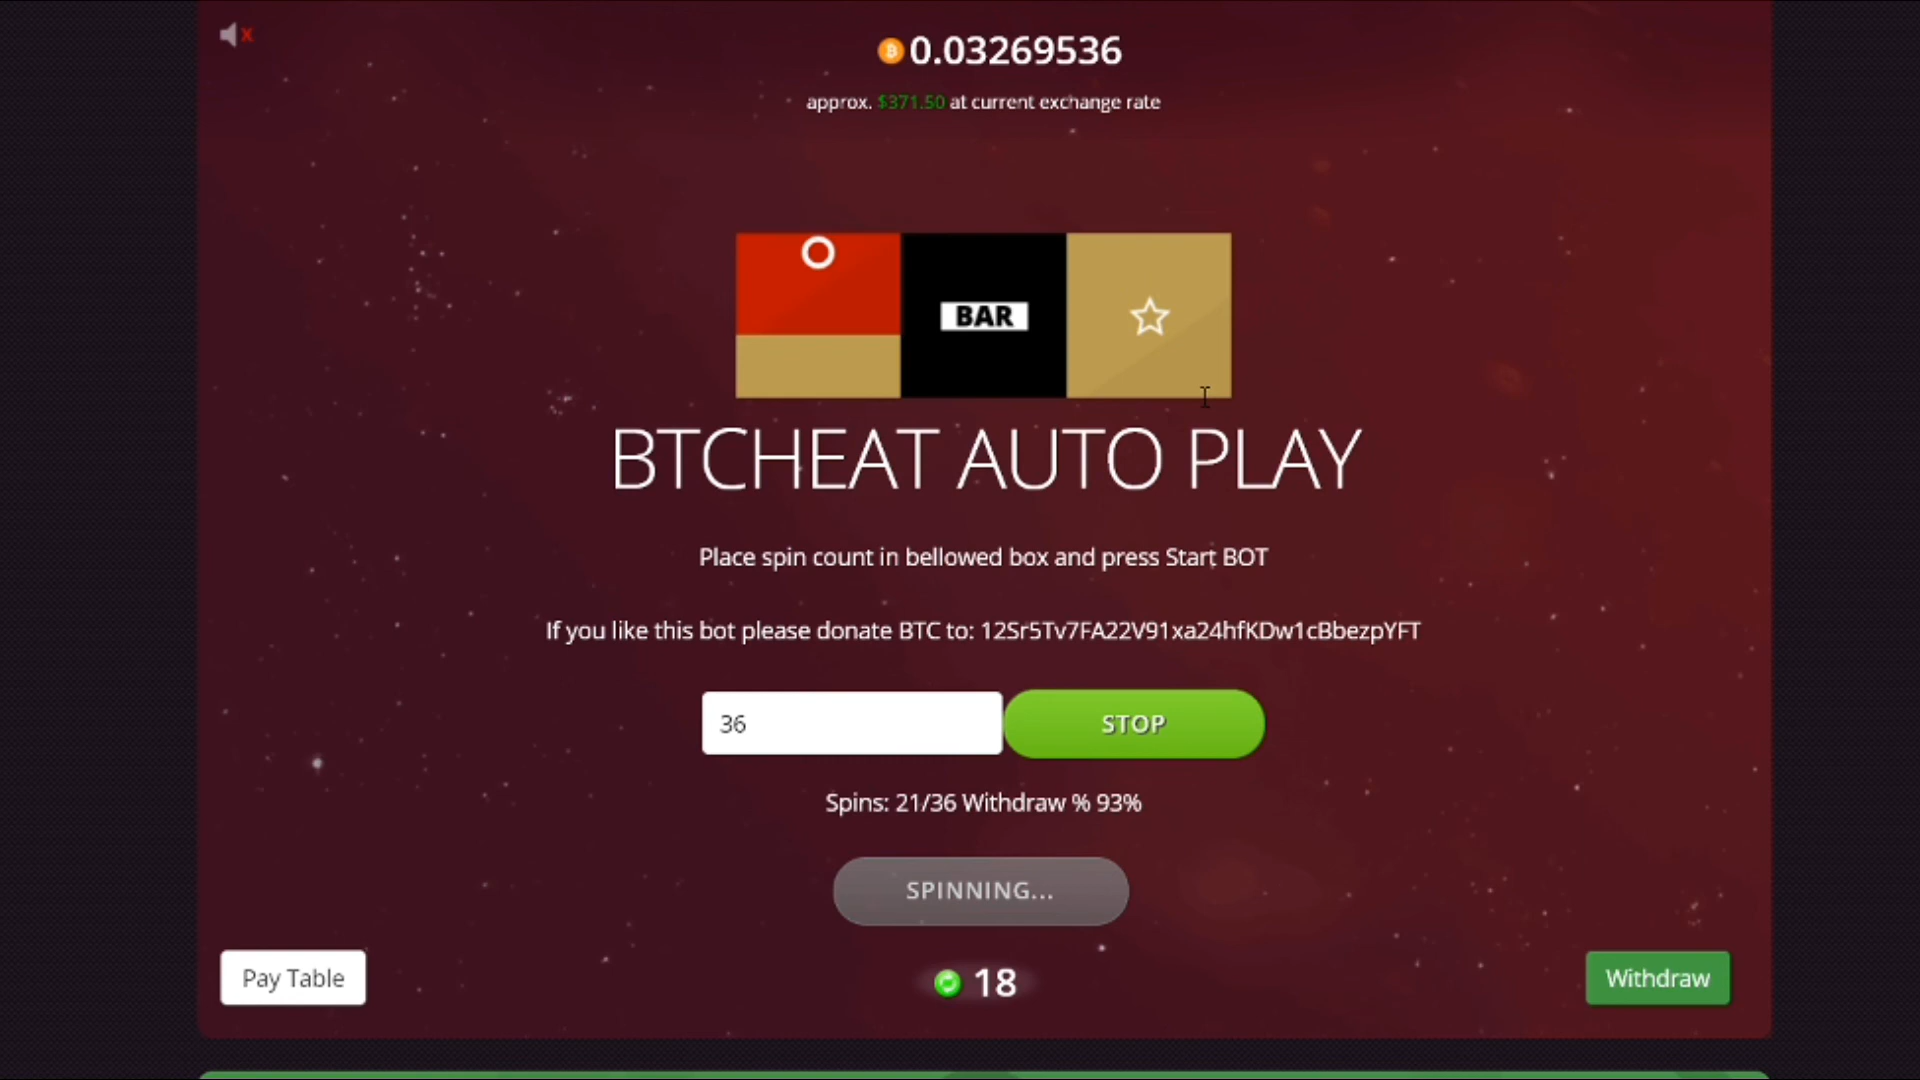 0.03269536
approx. $371.50 at current exchange rate
BAR
BTCHEAT AUTO PLAY
Place spin count in bellowed box and press Start BOT
If you like this bot please donate BTC to: 12Sr5Tv7FA22V91xa24hfKDw1cBbezpYFT
36
STOP
Spins: 21/36 Withdraw % 93%
SPINNING...
Pay Table
18
Withdraw